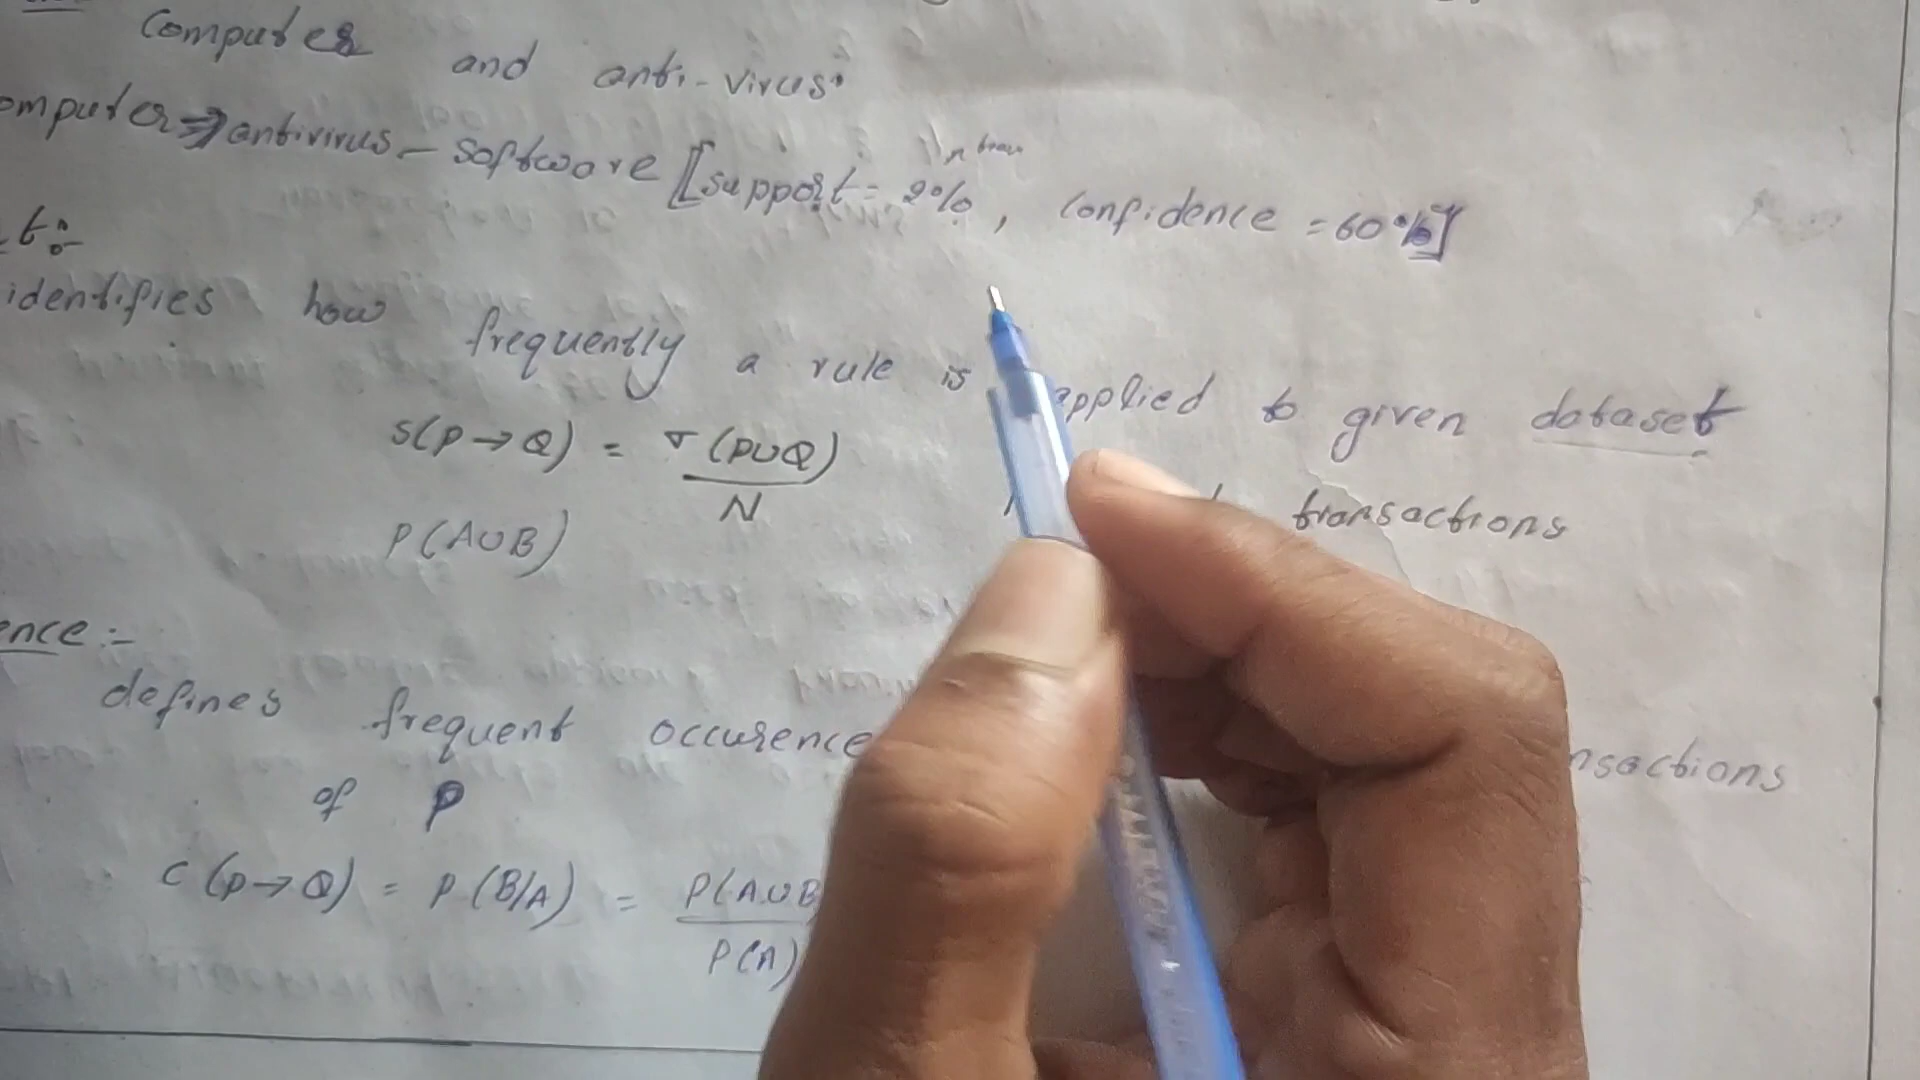 Computer and anti-virus.
omputer ⇒ antivirus - software [support = 2%, confidence = 60%]
t:-
identifies how frequently a rule is applied to given dataset
s(P→Q) = σ(P∪Q) / N transactions
P(A∪B)
ence:-
defines frequent occurence nsactions
of P
c(P→Q) = P(B/A) = P(A∪B / P(A)